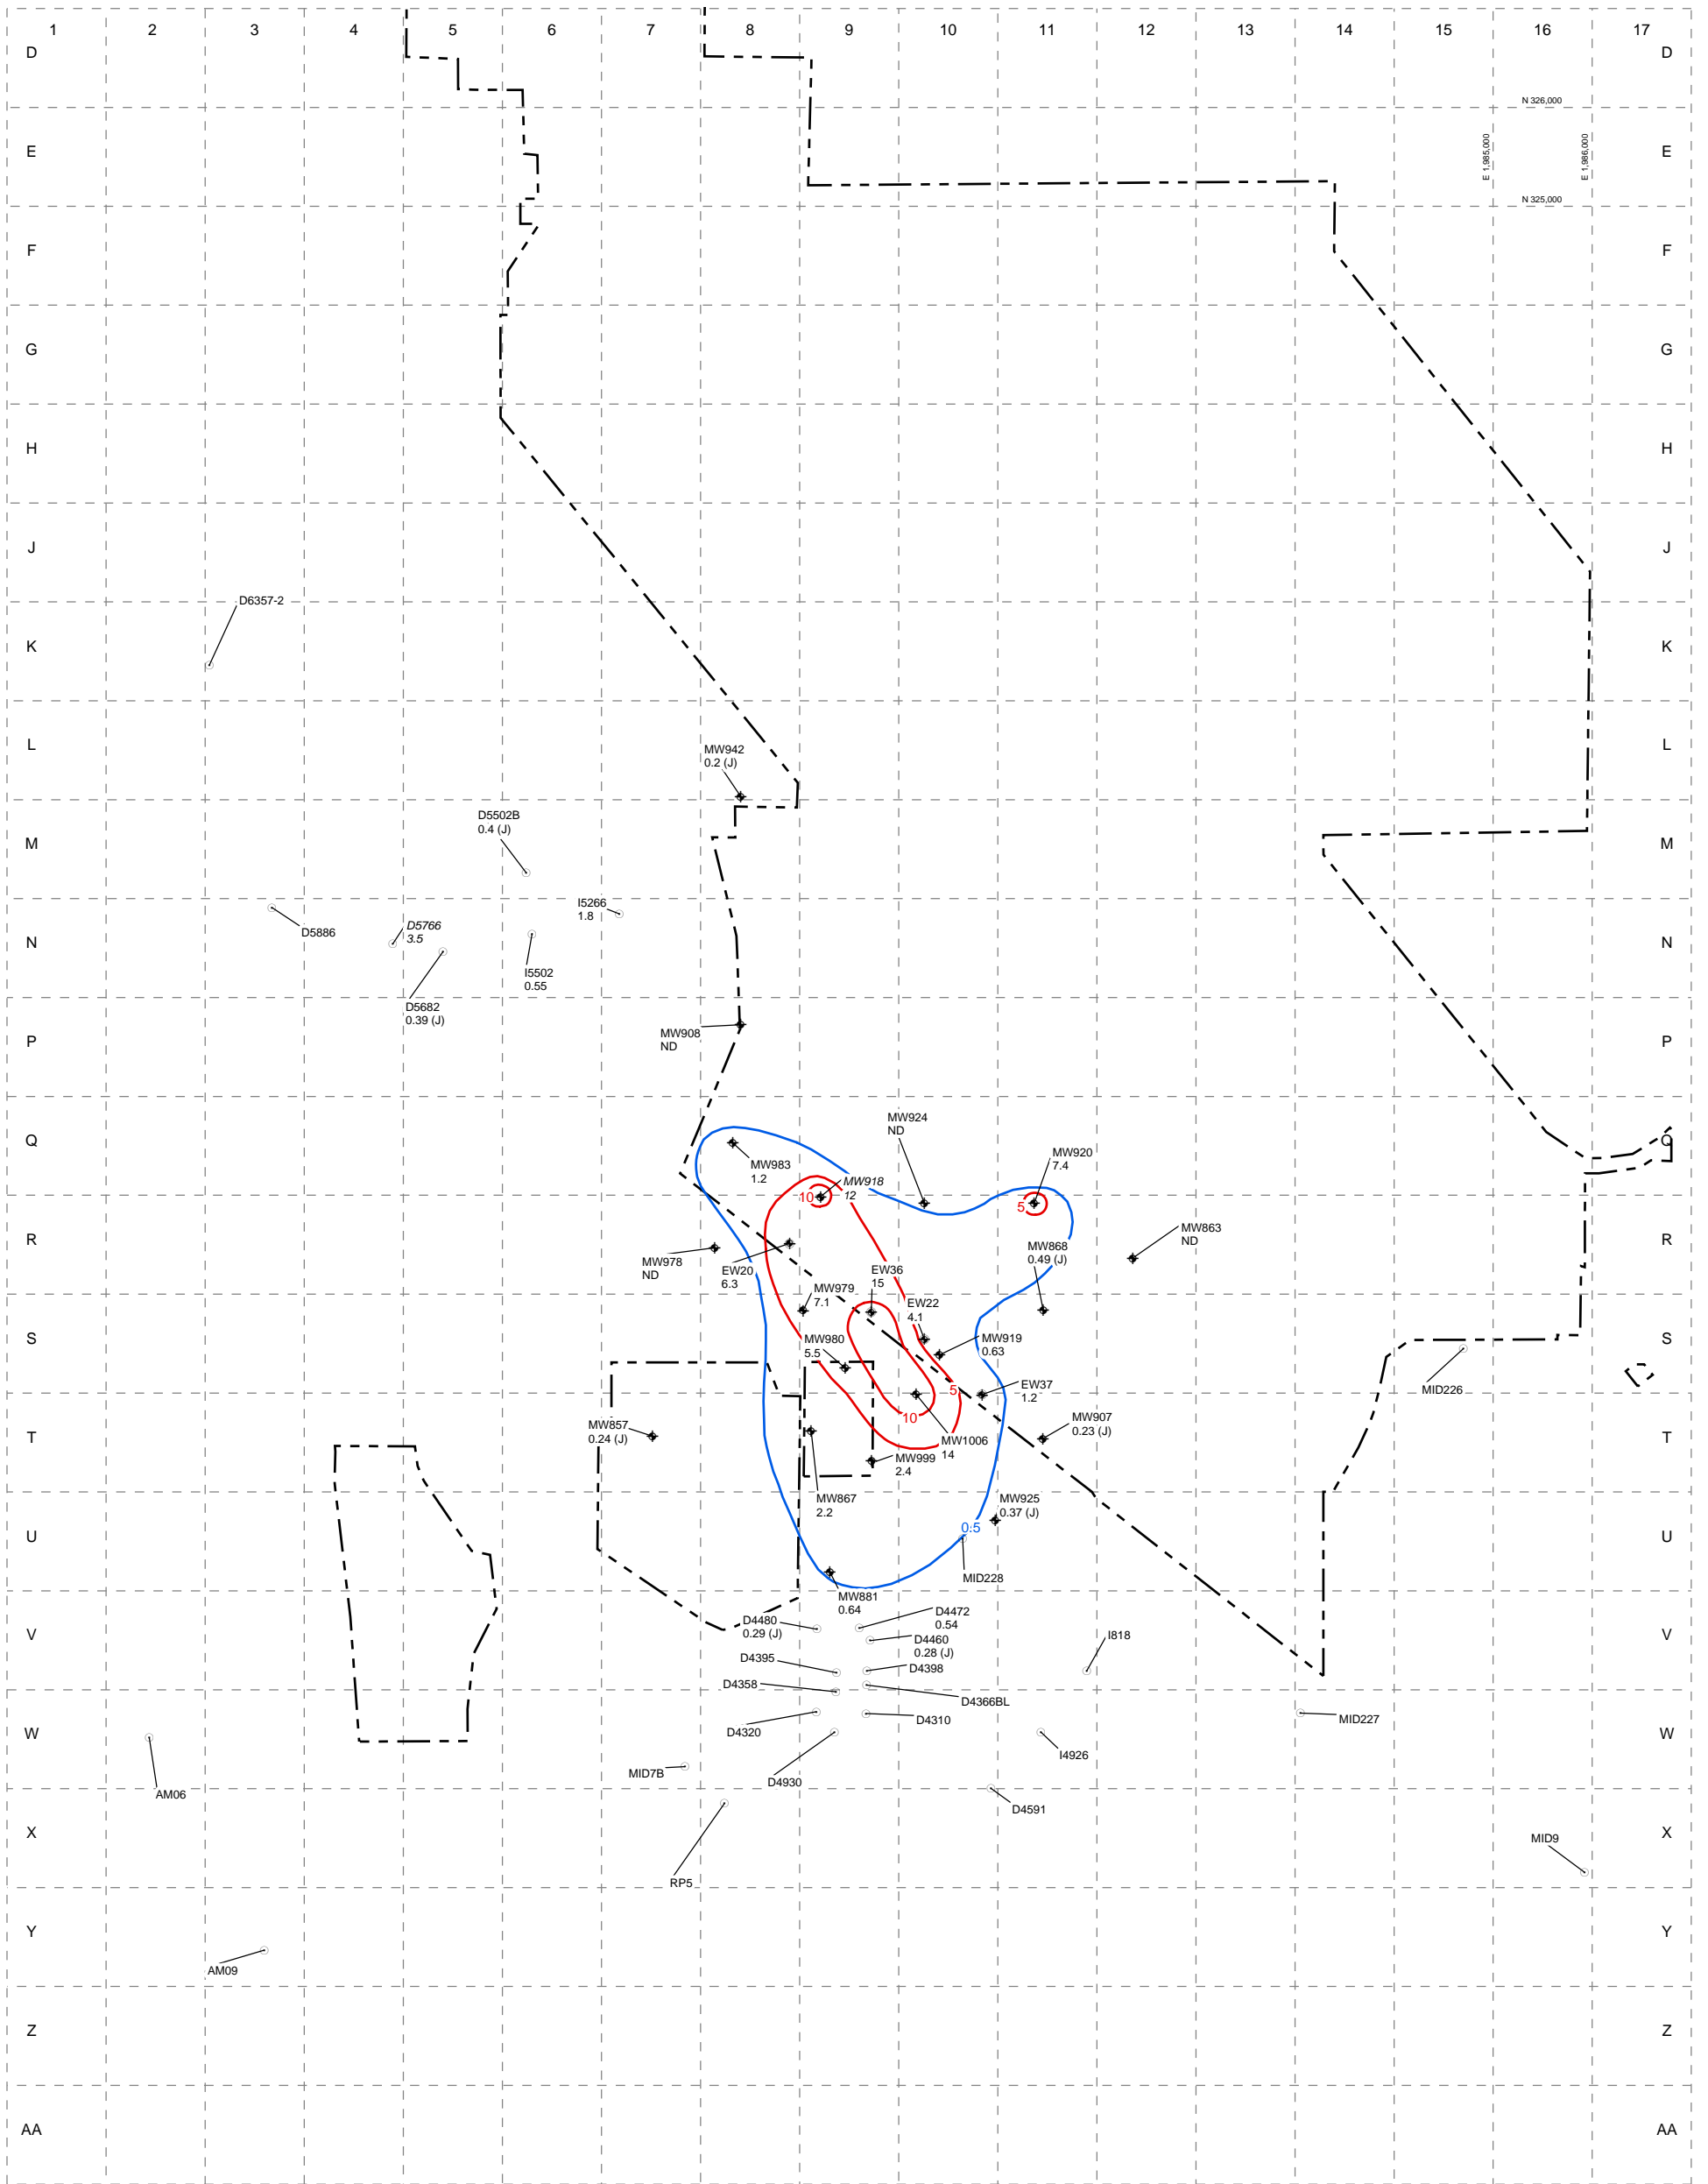 1 2 3 4 5 6 7 8 9 10 11 12 13 14 15 16 17
D D
N 326,000
E E
E 1,985,000
E 1,986,000
N 325,000
F F
G G
H H
J J
D6357-2
K K
L L
MW942
0.2 (J)
D5502B
0.4 (J)
M M
I5266
1.8
D5766
3.5
D5886
N N
I5502
0.55
D5682
0.39 (J)
MW908
ND
P P
MW924
ND
Q Q
MW920
7.4
MW983
1.2
MW918
12
10
5
MW863
ND
R R
MW868
0.49 (J)
MW978
ND
EW20
6.3
EW36
15
MW979
7.1
EW22
4.1
S S
MW980
5.5
MW919
0.63
EW37
1.2
5
MID226
10
MW907
0.23 (J)
MW857
0.24 (J)
T T
MW1006
14
MW999
2.4
MW867
2.2
MW925
0.37 (J)
0.5
U U
MID228
MW881
0.64
D4472
0.54
D4480
0.29 (J)
V V
I818
D4460
0.28 (J)
D4395
D4398
D4358
D4366BL
D4320
D4310
MID227
W W
I4926
MID7B
D4930
AM06
D4591
X X
MID9
RP5
Y Y
AM09
Z Z
AA AA